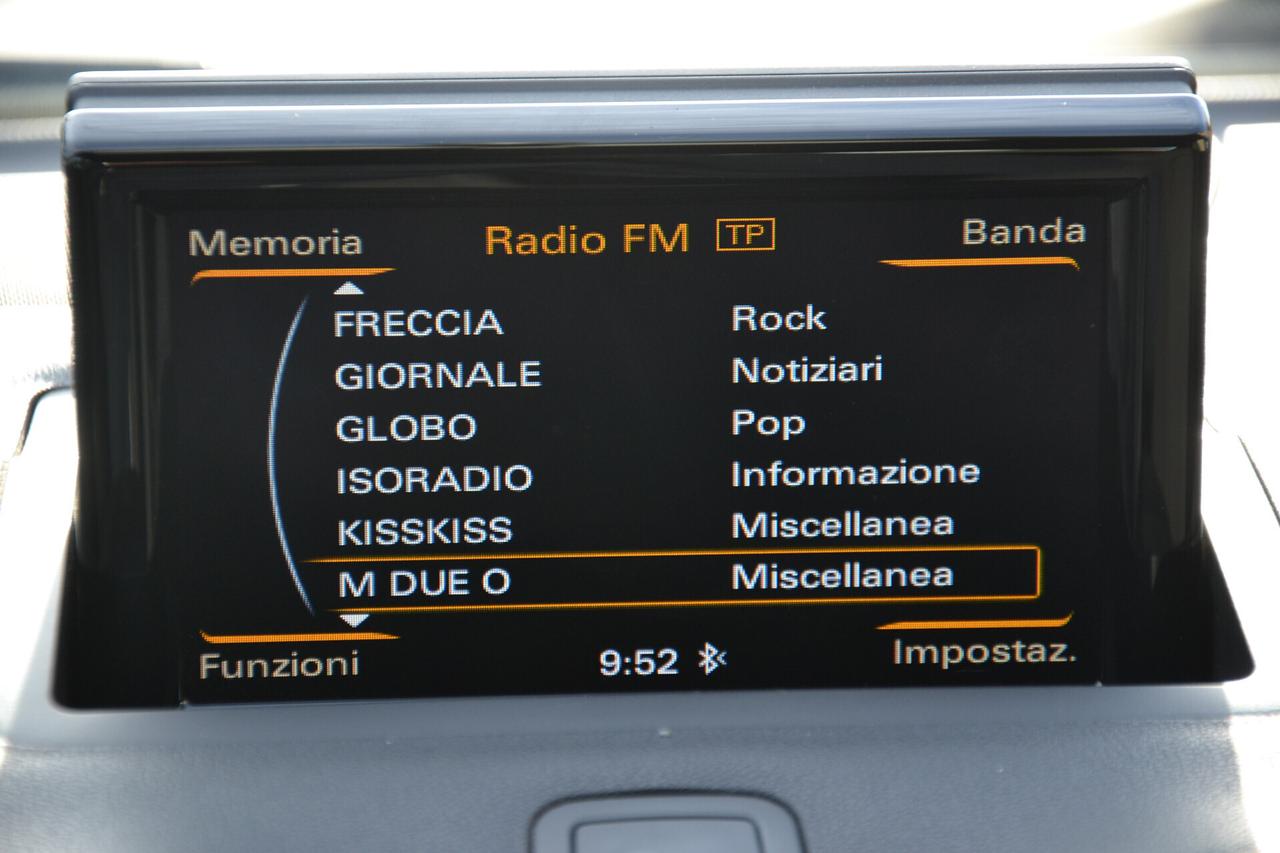 Memoria Radio FM TP Banda
FRECCIA Rock
GIORNALE Notiziari
GLOBO Pop
ISORADIO Informazione
KISSKISS Miscellanea
M DUE O Miscellanea
Funzioni 9:52 Impostaz.